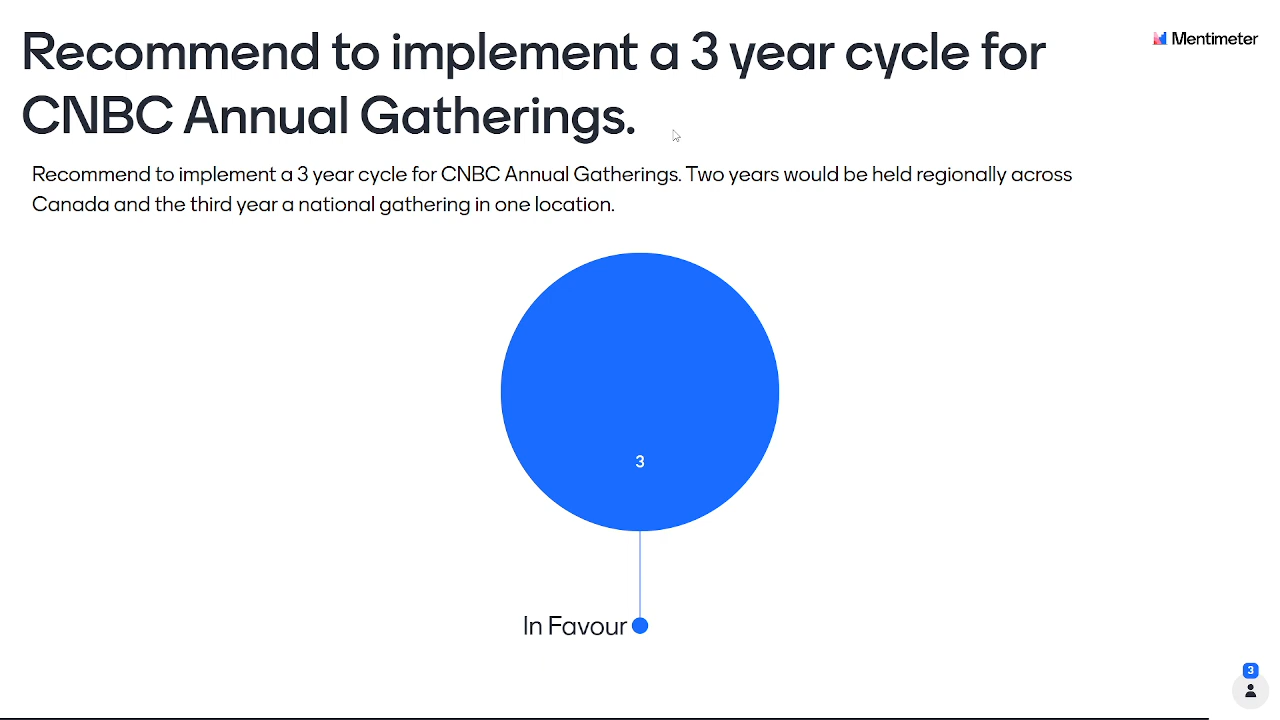 Recommend to implement a 3 year cycle for
CNBC Annual Gatherings.
Mentimeter
Recommend to implement a 3 year cycle for CNBC Annual Gatherings. Two years would be held regionally across
Canada and the third year a national gathering in one location.
3
In Favour
3